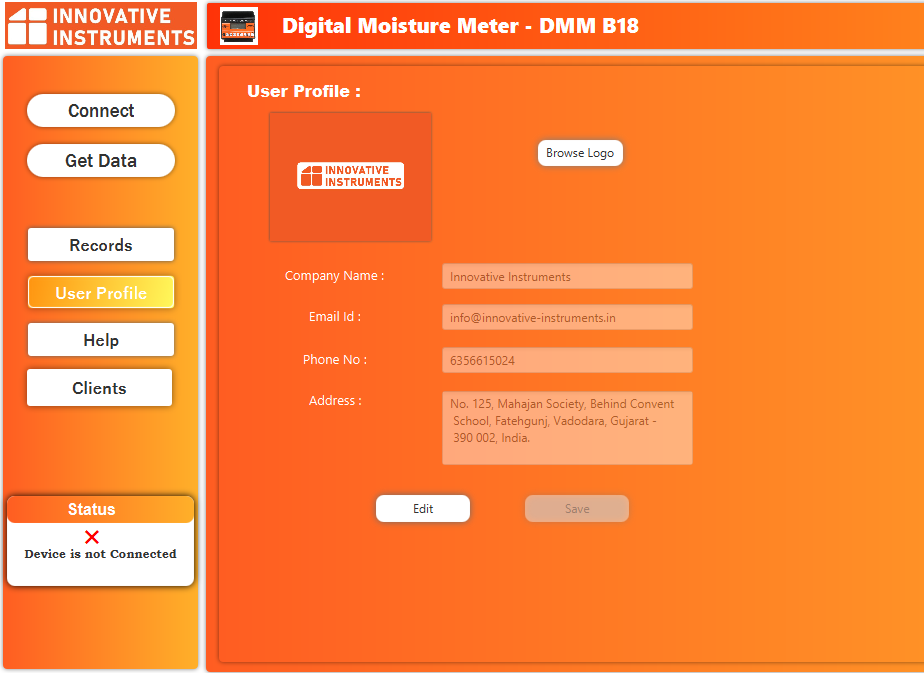 INNOVATIVE
INSTRUMENTS
Digital Moisture Meter - DMM B18
Connect
Get Data
Records
User Profile
Help
Clients
Status
Device is not Connected
User Profile :
INNOVATIVE
INSTRUMENTS
Browse Logo
Company Name : Innovative Instruments
Email Id : info@innovative-instruments.in
Phone No : 6356615024
Address : No. 125, Mahajan Society, Behind Convent
School, Fatehgunj, Vadodara, Gujarat -
390 002, India.
Edit Save